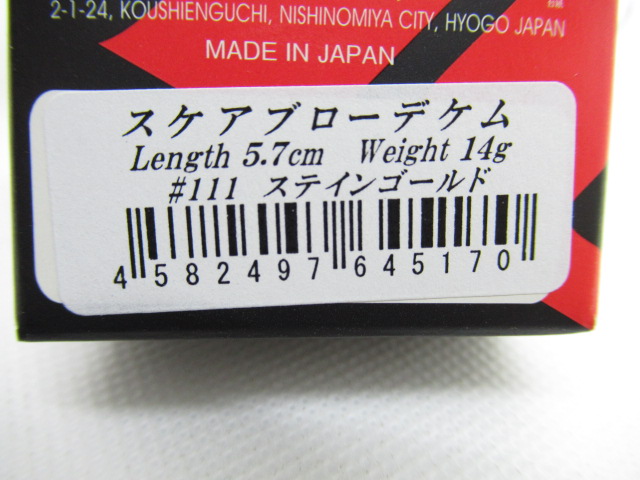 2-1-24, KOUSHIENGUCHI, NISHINOMIYA CITY, HYOGO JAPAN
MADE IN JAPAN
スケアブローデケム
Length 5.7cm Weight 14g
#111 ステインゴールド
4 582497 645170